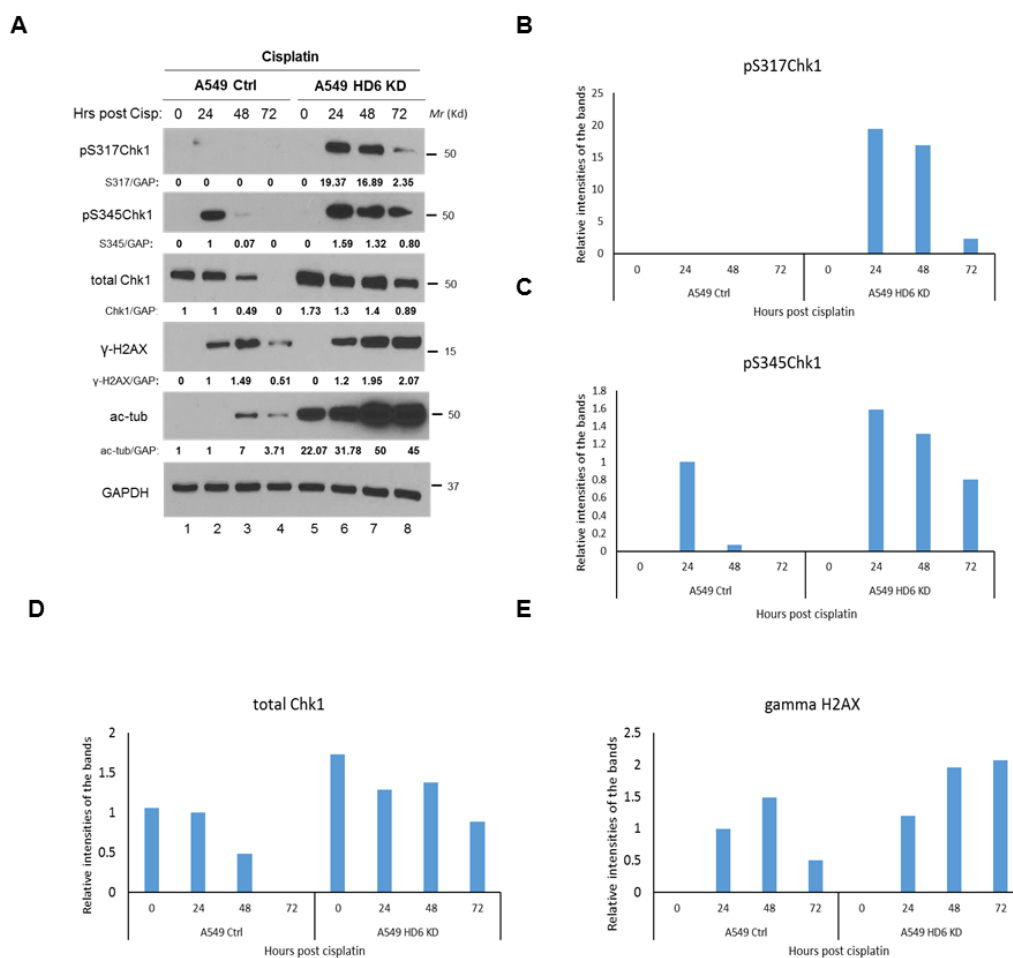 A
Cisplatin
A549 Ctrl A549 HD6 KD
Hrs post Cisp: 0 24 48 72 0 24 48 72 Mr (Kd)
pS317Chk1 50
S317/GAP: 0 0 0 0 0 19.37 16.89 2.35
pS345Chk1 50
S345/GAP: 0 1 0.07 0 0 1.59 1.32 0.80
total Chk1 50
Chk1/GAP: 1 1 0.49 0 1.73 1.3 1.4 0.89
γ-H2AX 15
γ-H2AX/GAP: 0 1 1.49 0.51 0 1.2 1.95 2.07
ac-tub 50
ac-tub/GAP: 1 1 7 3.71 22.07 31.78 50 45
GAPDH 37
1 2 3 4 5 6 7 8
B
pS317Chk1
Relative intensities of the bands
25
20
15
10
5
0
0 24 48 72 0 24 48 72
A549 Ctrl A549 HD6 KD
Hours post cisplatin
C
pS345Chk1
Relative intensities of the bands
1.8
1.6
1.4
1.2
1
0.8
0.6
0.4
0.2
0
0 24 48 72 0 24 48 72
A549 Ctrl A549 HD6 KD
Hours post cisplatin
D
total Chk1
Relative intensities of the bands
2
1.5
1
0.5
0
0 24 48 72 0 24 48 72
A549 Ctrl A549 HD6 KD
Hours post cisplatin
E
gamma H2AX
Relative intensities of the bands
2.5
2
1.5
1
0.5
0
0 24 48 72 0 24 48 72
A549 Ctrl A549 HD6 KD
Hours post cisplatin